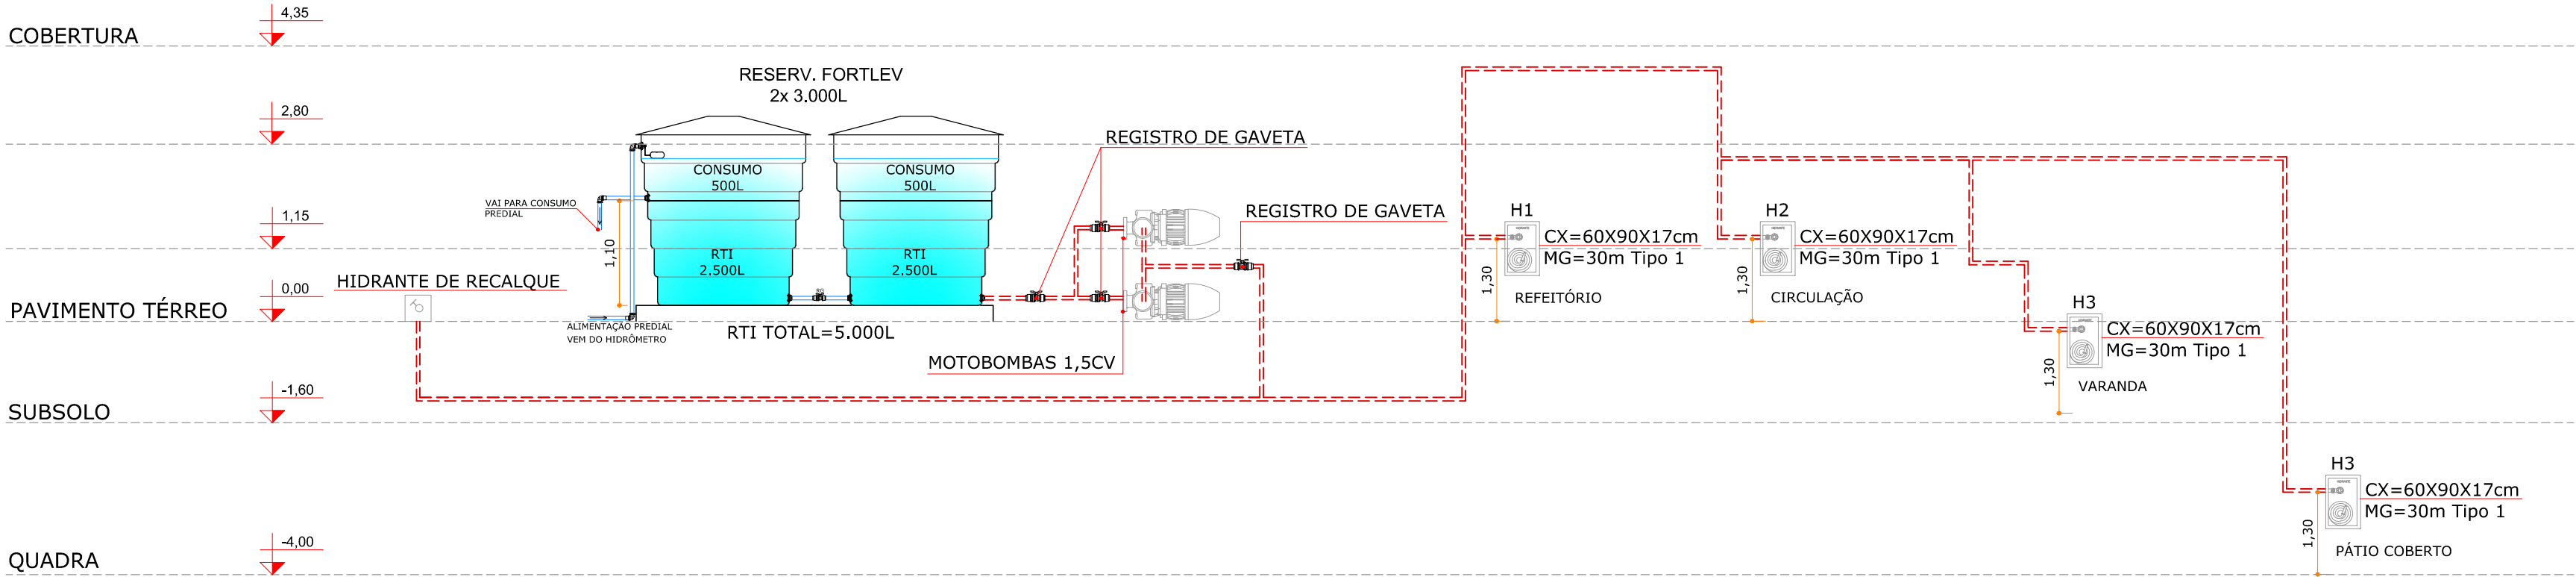 4,35
COBERTURA
RESERV. FORTLEV
2x 3.000L
2,80
REGISTRO DE GAVETA
CONSUMO
500L
CONSUMO
500L
VAI PARA CONSUMO
PREDIAL
1,15
1,10
REGISTRO DE GAVETA
H1
CX=60X90X17cm
MG=30m Tipo 1
1,30
REFEITÓRIO
H2
CX=60X90X17cm
MG=30m Tipo 1
1,30
CIRCULAÇÃO
RTI
2.500L
RTI
2.500L
RG
HIDRANTE DE RECALQUE
0,00
PAVIMENTO TÉRREO
ALIMENTAÇÃO PREDIAL
VEM DO HIDRÔMETRO
RTI TOTAL=5.000L
MOTOBOMBAS 1,5CV
H3
CX=60X90X17cm
MG=30m Tipo 1
1,30
VARANDA
-1,60
SUBSOLO
H3
CX=60X90X17cm
MG=30m Tipo 1
1,30
PÁTIO COBERTO
-4,00
QUADRA